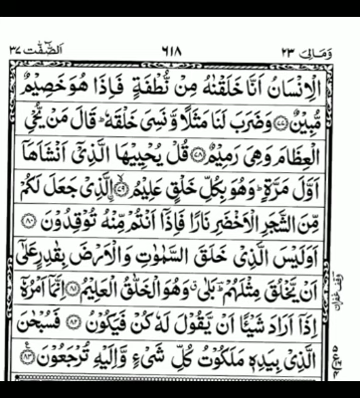 وَمَالِیَ ٢٣ ٦١٨ اَلصّٰٓفّٰت ٣٧
الْاِنْسَانُ اَنَّا خَلَقْنٰهُ مِنْ نُّطْفَةٍ فَاِذَا هُوَ خَصِيْمٌ
مُّبِيْنٌ ﴿٧٧﴾ وَضَرَبَ لَنَا مَثَلًا وَّنَسِيَ خَلْقَهٗ ؕ قَالَ مَنْ يُّحْيِ
الْعِظَامَ وَهِيَ رَمِيْمٌ ﴿٧٨﴾ قُلْ يُحْيِيْهَا الَّذِيْۤ اَنْشَاَهَاۤ
اَوَّلَ مَرَّةٍ ؕ وَهُوَ بِكُلِّ خَلْقٍ عَلِيْمُ ﴿٧٩﴾ ۨالَّذِيْ جَعَلَ لَكُمْ
مِّنَ الشَّجَرِ الْاَخْضَرِ نَارًا فَاِذَاۤ اَنْتُمْ مِّنْهُ تُوْقِدُوْنَ ﴿٨٠﴾
اَوَلَيْسَ الَّذِيْ خَلَقَ السَّمٰوٰتِ وَالْاَرْضَ بِقٰدِرٍ عَلٰۤى
اَنْ يَّخْلُقَ مِثْلَهُمْ ؕ بَلٰى ۗ وَهُوَ الْخَلّٰقُ الْعَلِيْمُ ﴿٨١﴾ اِنَّمَاۤ اَمْرُهٗۤ
اِذَاۤ اَرَادَ شَيْـًٔا اَنْ يَّقُوْلَ لَهٗ كُنْ فَيَكُوْنُ ﴿٨٢﴾ فَسُبْحٰنَ
الَّذِيْ بِيَدِهٖ مَلَكُوْتُ كُلِّ شَيْءٍ وَّاِلَيْهِ تُرْجَعُوْنَ ﴿٨٣﴾